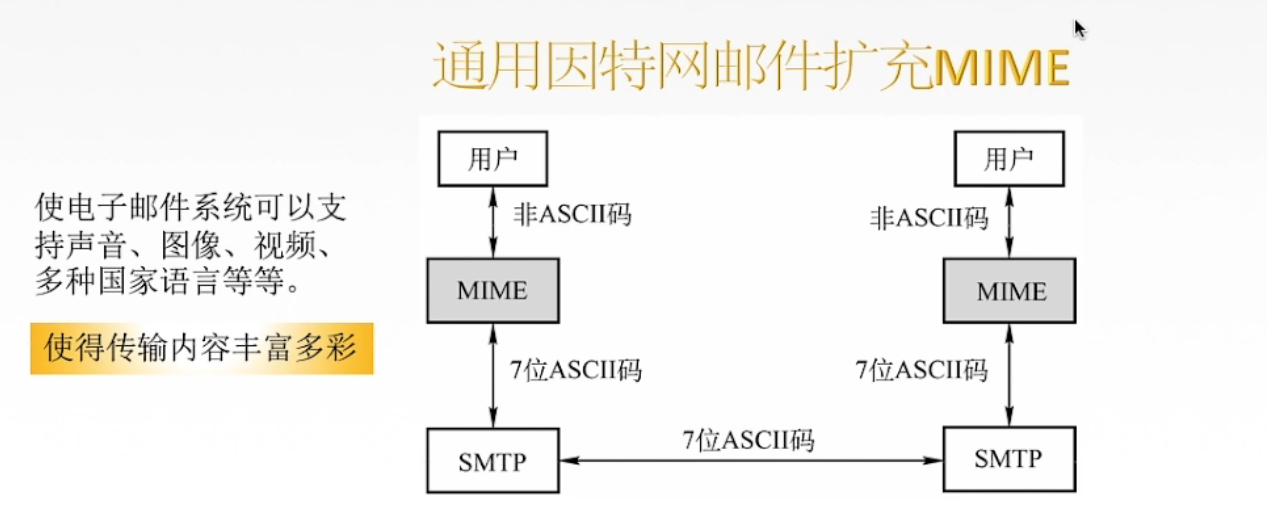 通用因特网邮件扩充MIME
使电子邮件系统可以支
持声音、图像、视频、
多种国家语言等等。
使得传输内容丰富多彩
用户
用户
非ASCII码
非ASCII码
MIME
MIME
7位ASCII码
7位ASCII码
7位ASCII码
SMTP
SMTP